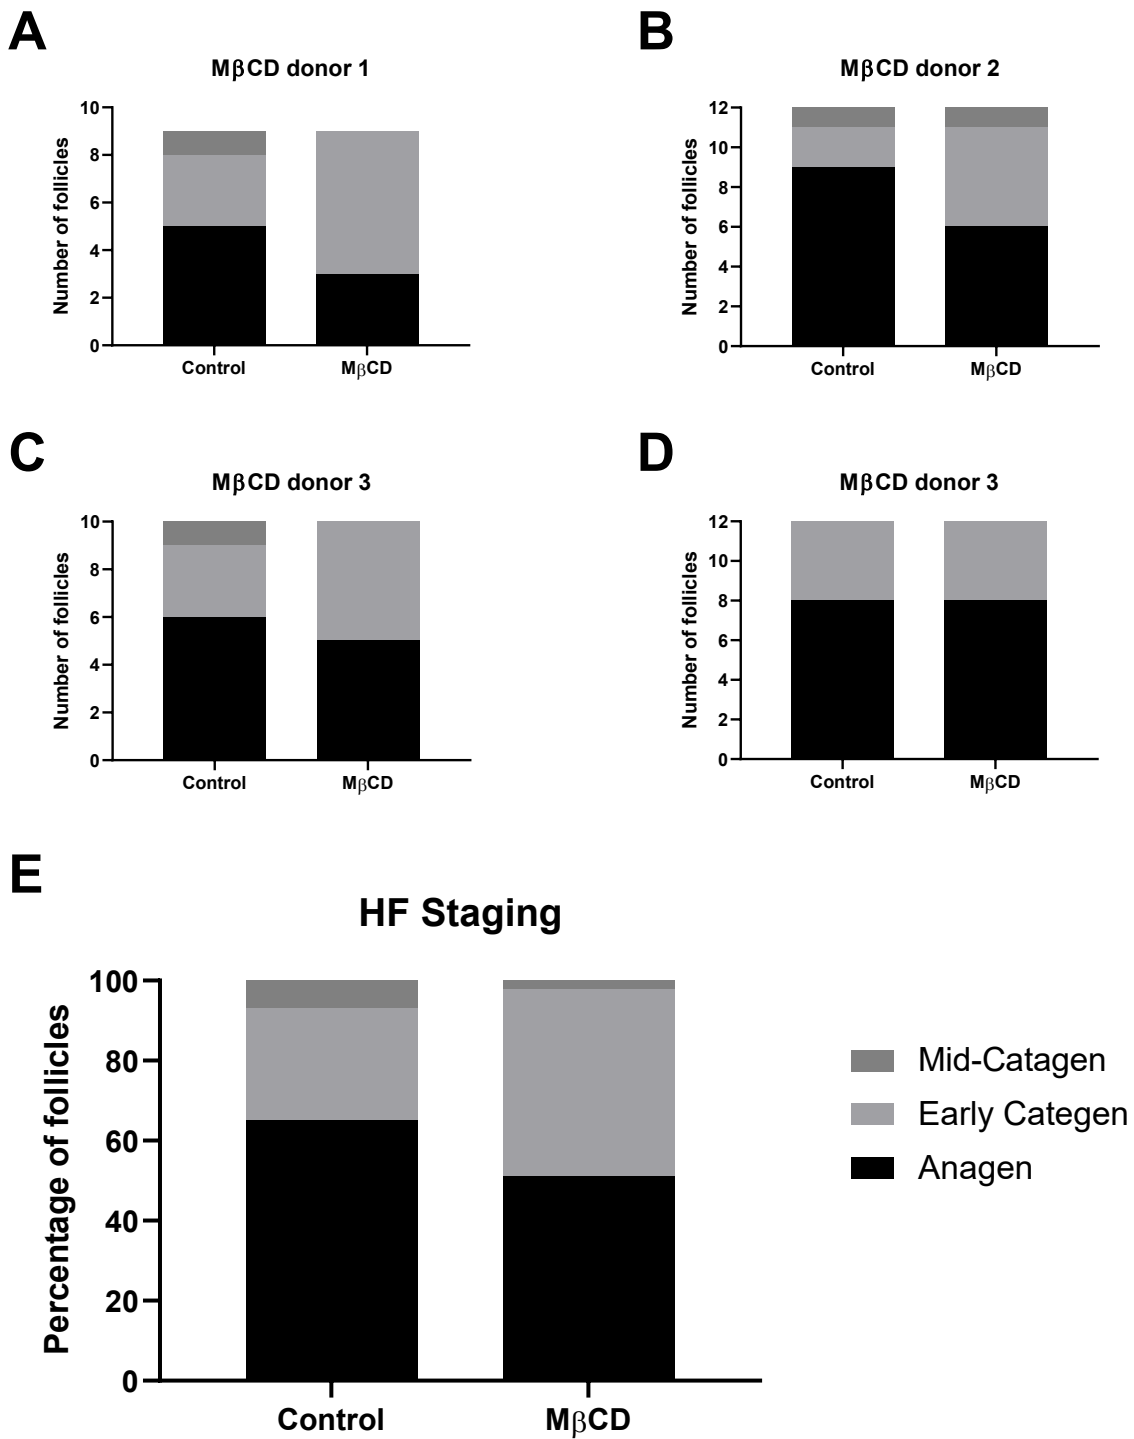 A
MβCD donor 1
Number of follicles
10
8
6
4
2
0
Control
MβCD
B
MβCD donor 2
Number of follicles
12
10
8
6
4
2
0
Control
MβCD
C
MβCD donor 3
Number of follicles
10
8
6
4
2
0
Control
MβCD
D
MβCD donor 3
Number of follicles
12
10
8
6
4
2
0
Control
MβCD
E
HF Staging
Percentage of follicles
100
80
60
40
20
0
Control
MβCD
Mid-Catagen
Early Categen
Anagen